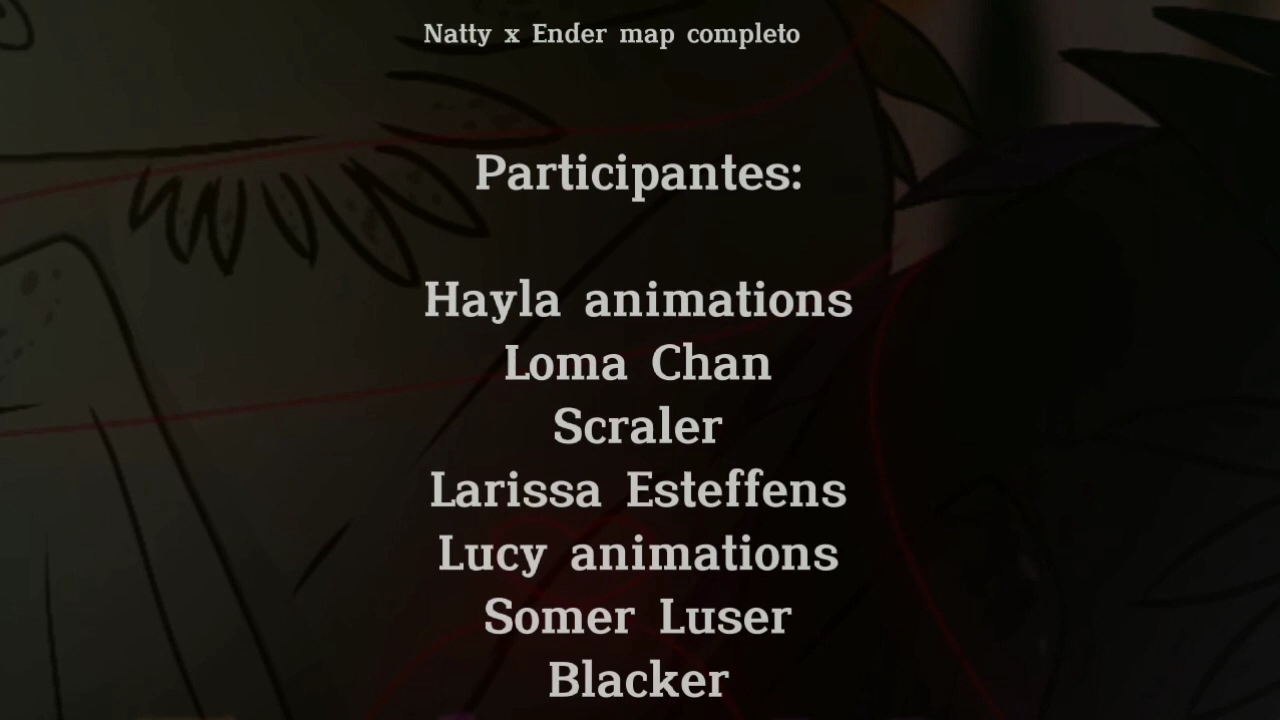 Natty x Ender map completo
Participantes:
Hayla animations
Loma Chan
Scraler
Larissa Esteffens
Lucy animations
Somer Luser
Blacker